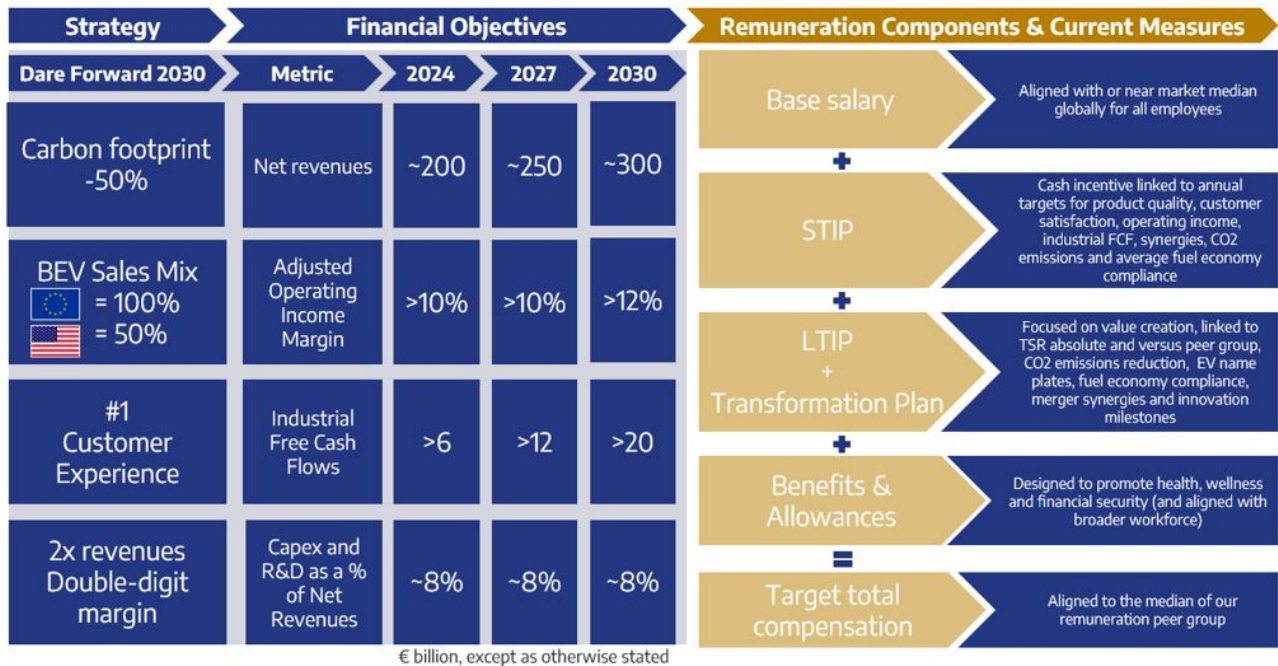 Strategy
Financial Objectives
Remuneration Components & Current Measures
Dare Forward 2030
Metric
2024
2027
2030
Carbon footprint
-50%
Net revenues
~200
~250
~300
BEV Sales Mix
= 100%
= 50%
Adjusted
Operating
Income
Margin
>10%
>10%
>12%
#1
Customer
Experience
Industrial
Free Cash
Flows
>6
>12
>20
2x revenues
Double-digit
margin
Capex and
R&D as a %
of Net
Revenues
~8%
~8%
~8%
€ billion, except as otherwise stated
Base salary
Aligned with or near market median
globally for all employees
+
STIP
Cash incentive linked to annual
targets for product quality, customer
satisfaction, operating income,
industrial FCF, synergies, CO2
emissions and average fuel economy
compliance
+
LTIP
+
Transformation Plan
Focused on value creation, linked to
TSR absolute and versus peer group,
CO2 emissions reduction, EV name
plates, fuel economy compliance,
merger synergies and innovation
milestones
+
Benefits &
Allowances
Designed to promote health, wellness
and financial security (and aligned with
broader workforce)
=
Target total
compensation
Aligned to the median of our
remuneration peer group